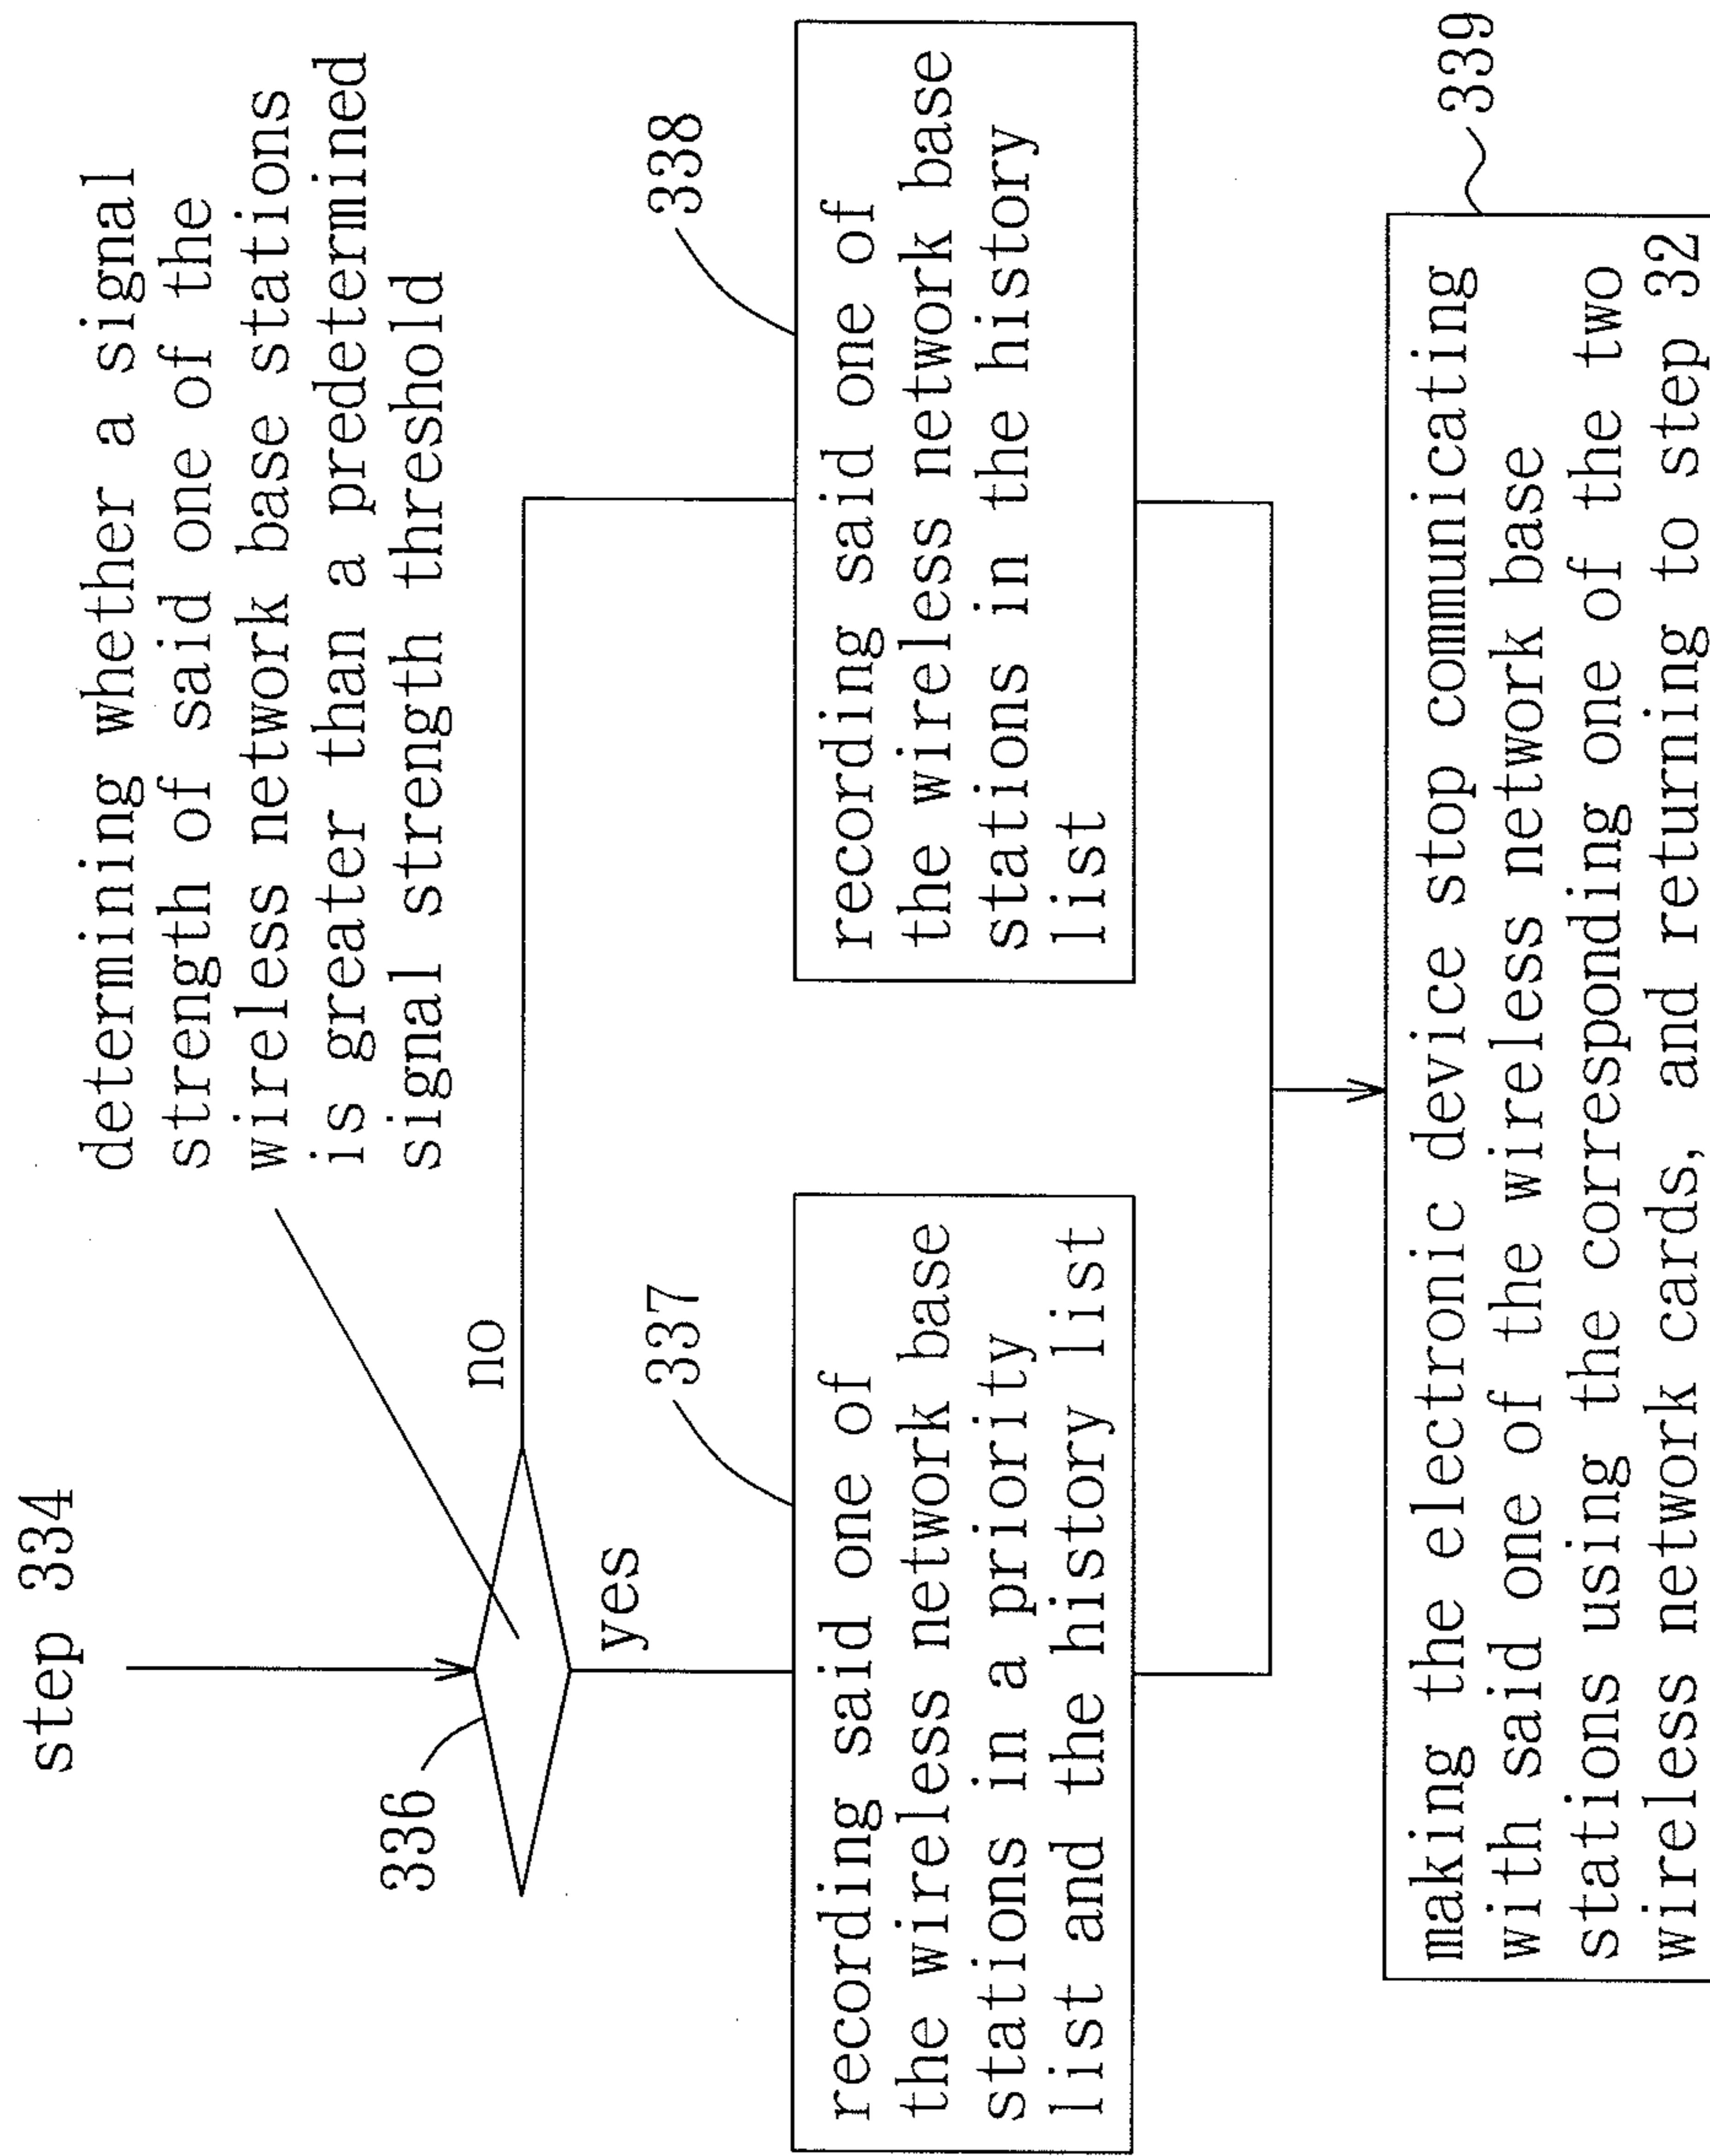 step 334
determining whether a signal
strength of said one of the
wireless network base stations
is greater than a predetermined
signal strength threshold
336
no
yes
337
recording said one of
the wireless network base
stations in a priority
list and the history list
338
recording said one of
the wireless network base
stations in the history
list
339
making the electronic device stop communicating
with said one of the wireless network base
stations using the corresponding one of the two
wireless network cards, and returning to step 32